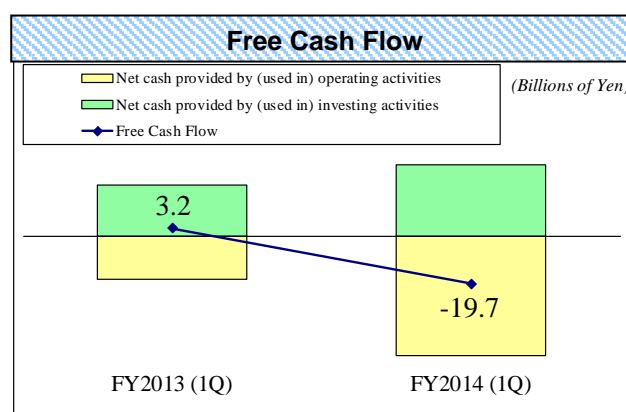 Free Cash Flow
Net cash provided by (used in) operating activities
(Billions of Yen)
Net cash provided by (used in) investing activities
Free Cash Flow
3.2
-19.7
FY2013 (1Q)
FY2014 (1Q)